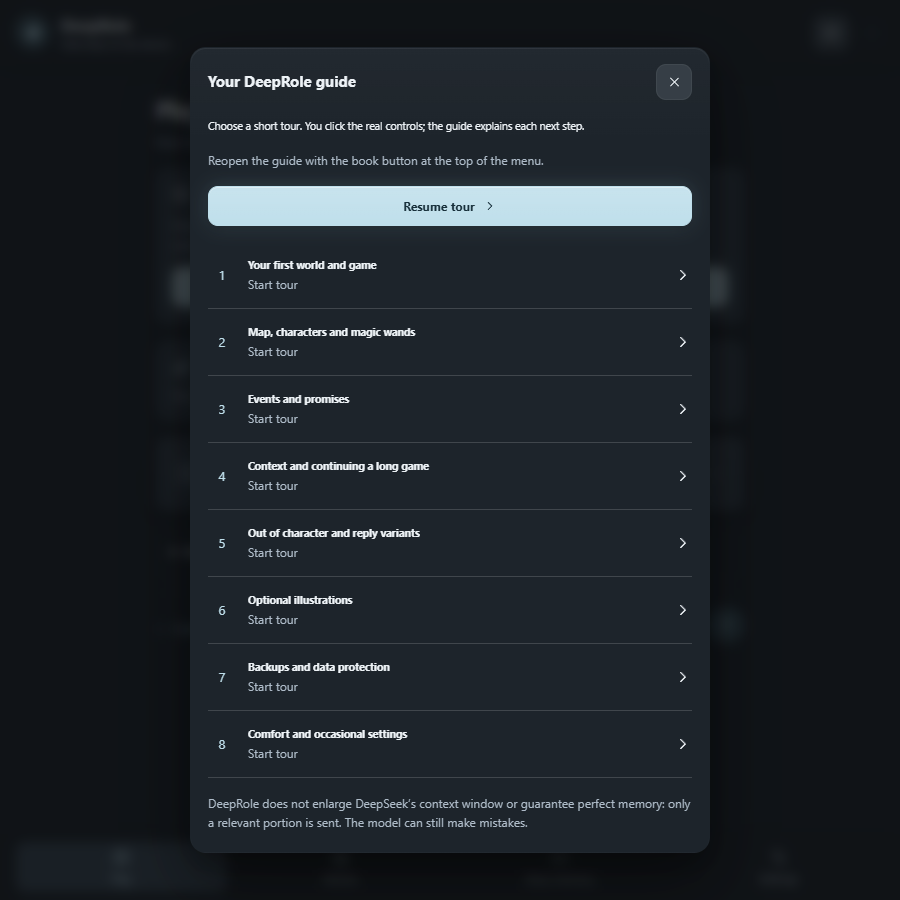 Your DeepRole guide
Choose a short tour. You click the real controls; the guide explains each next step.
Reopen the guide with the book button at the top of the menu.
Resume tour
1
Your first world and game
Start tour
2
Map, characters and magic wands
Start tour
3
Events and promises
Start tour
4
Context and continuing a long game
Start tour
5
Out of character and reply variants
Start tour
6
Optional illustrations
Start tour
7
Backups and data protection
Start tour
8
Comfort and occasional settings
Start tour
DeepRole does not enlarge DeepSeek's context window or guarantee perfect memory: only
a relevant portion is sent. The model can still make mistakes.